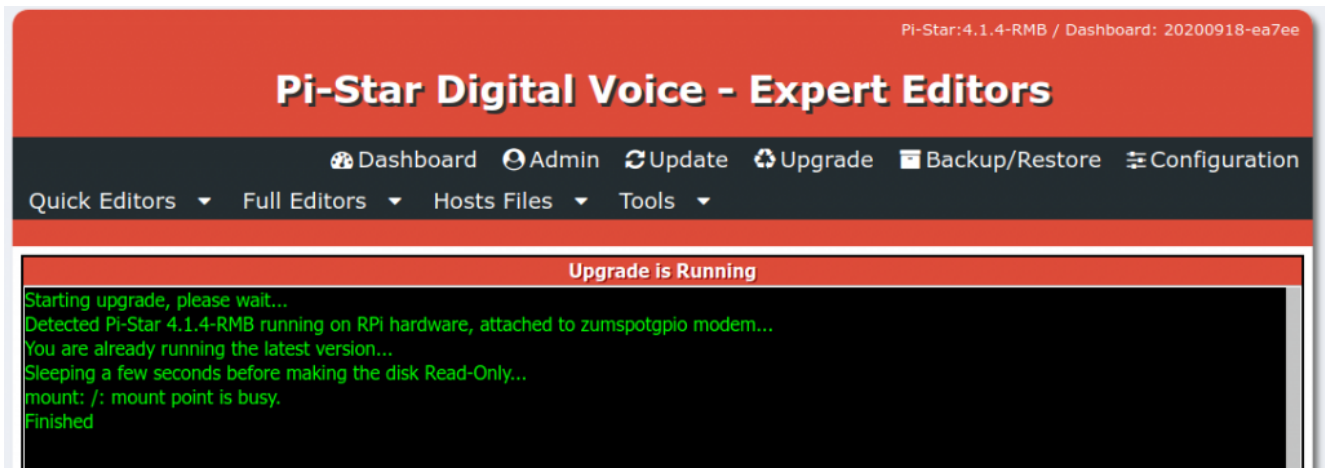 Pi-Star:4.1.4-RMB / Dashboard: 20200918-ea7ee
Pi-Star Digital Voice - Expert Editors
Dashboard Admin Update Upgrade Backup/Restore Configuration
Quick Editors Full Editors Hosts Files Tools
Upgrade is Running
Starting upgrade, please wait...
Detected Pi-Star 4.1.4-RMB running on RPi hardware, attached to zumspotgpio modem...
You are already running the latest version...
Sleeping a few seconds before making the disk Read-Only...
mount: /: mount point is busy.
Finished